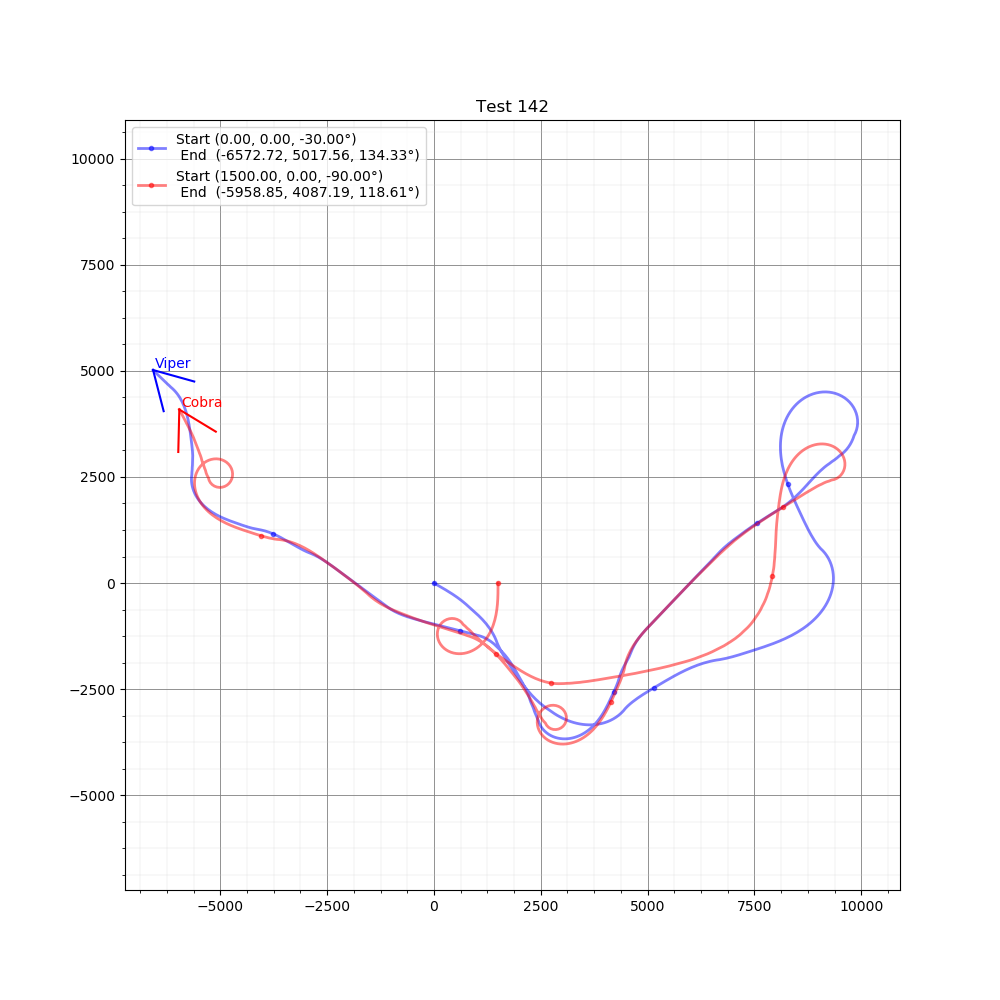 Test 142
Start (0.00, 0.00, -30.00°)
End (-6572.72, 5017.56, 134.33°)
Start (1500.00, 0.00, -90.00°)
End (-5958.85, 4087.19, 118.61°)
10000
7500
5000
2500
0
−2500
−5000
Viper
Cobra
−5000
−2500
0
2500
5000
7500
10000